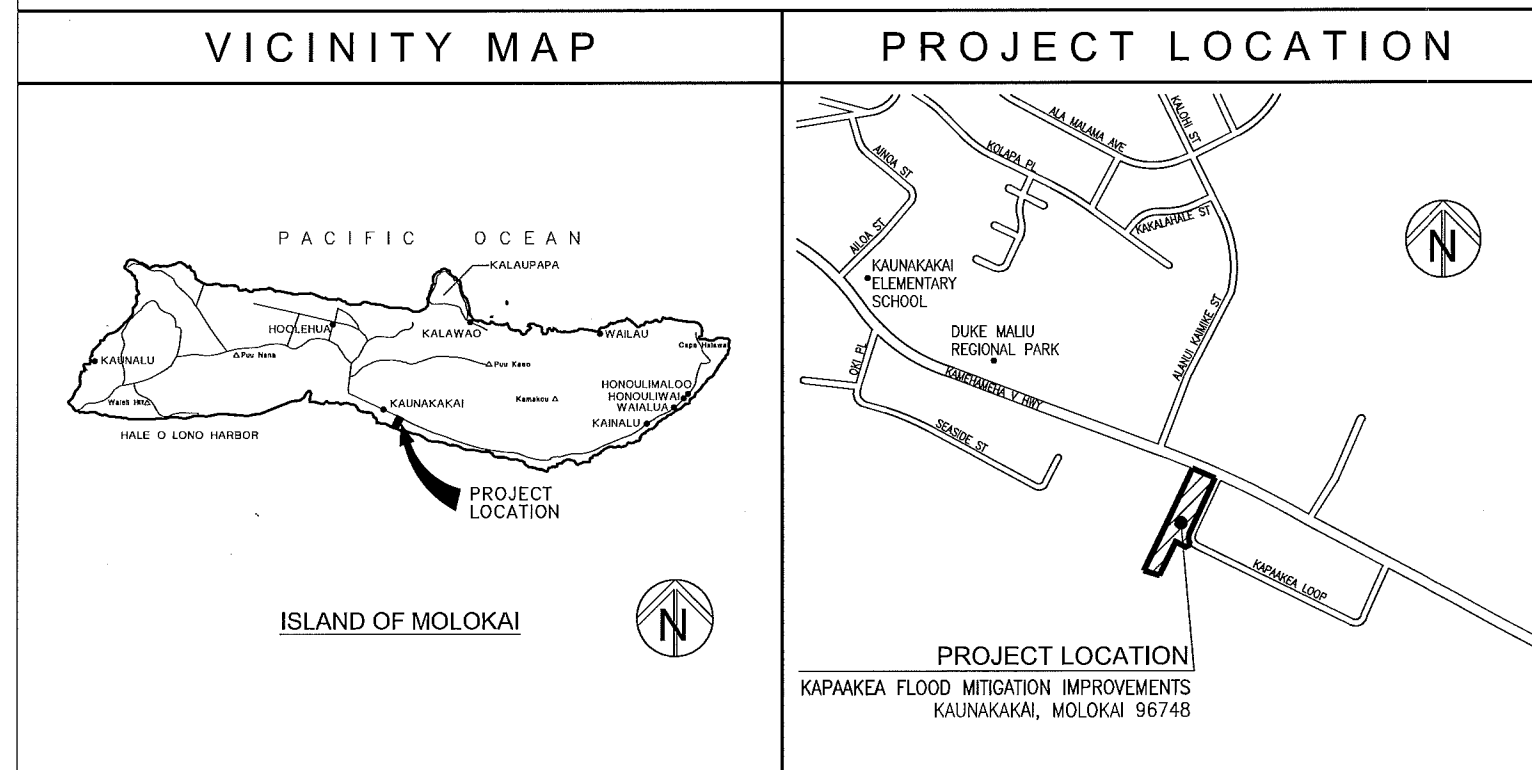 VICINITY MAP
PACIFIC OCEAN
KALAUPAPA
HOOLEHUA
KALAWAO
WAILAU
KAUNALU
Puu Nana
Puu Kaeo
Cape Halawa
HONOULIMALOO
HONOULIWAI
WAIALUA
KAINALU
Kamakou
KAUNAKAKAI
HALE O LONO HARBOR
PROJECT
LOCATION
ISLAND OF MOLOKAI
N
PROJECT LOCATION
ALA MALAMA AVE
KALOHI ST
AINOA ST
KOLAPA PL
KAKALAHALE ST
AILOA ST
KAUNAKAKAI
ELEMENTARY
SCHOOL
N
DUKE MALIU
REGIONAL PARK
ALANUI KAIMIKE ST
OKI PL
KAMEHAMEHA V HWY
SEASIDE ST
KAPAAKEA LOOP
PROJECT LOCATION
KAPAAKEA FLOOD MITIGATION IMPROVEMENTS
KAUNAKAKAI, MOLOKAI 96748